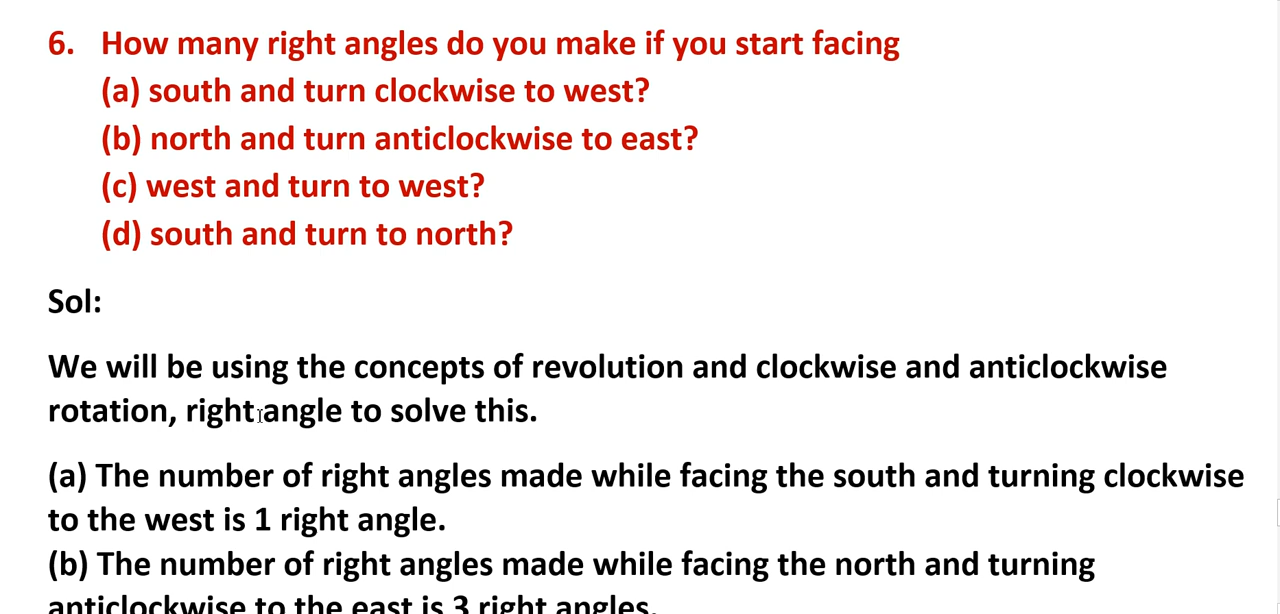 6. How many right angles do you make if you start facing
(a) south and turn clockwise to west?
(b) north and turn anticlockwise to east?
(c) west and turn to west?
(d) south and turn to north?
Sol:
We will be using the concepts of revolution and clockwise and anticlockwise
rotation, right angle to solve this.
(a) The number of right angles made while facing the south and turning clockwise
to the west is 1 right angle.
(b) The number of right angles made while facing the north and turning
anticlockwise to the east is 3 right angles.